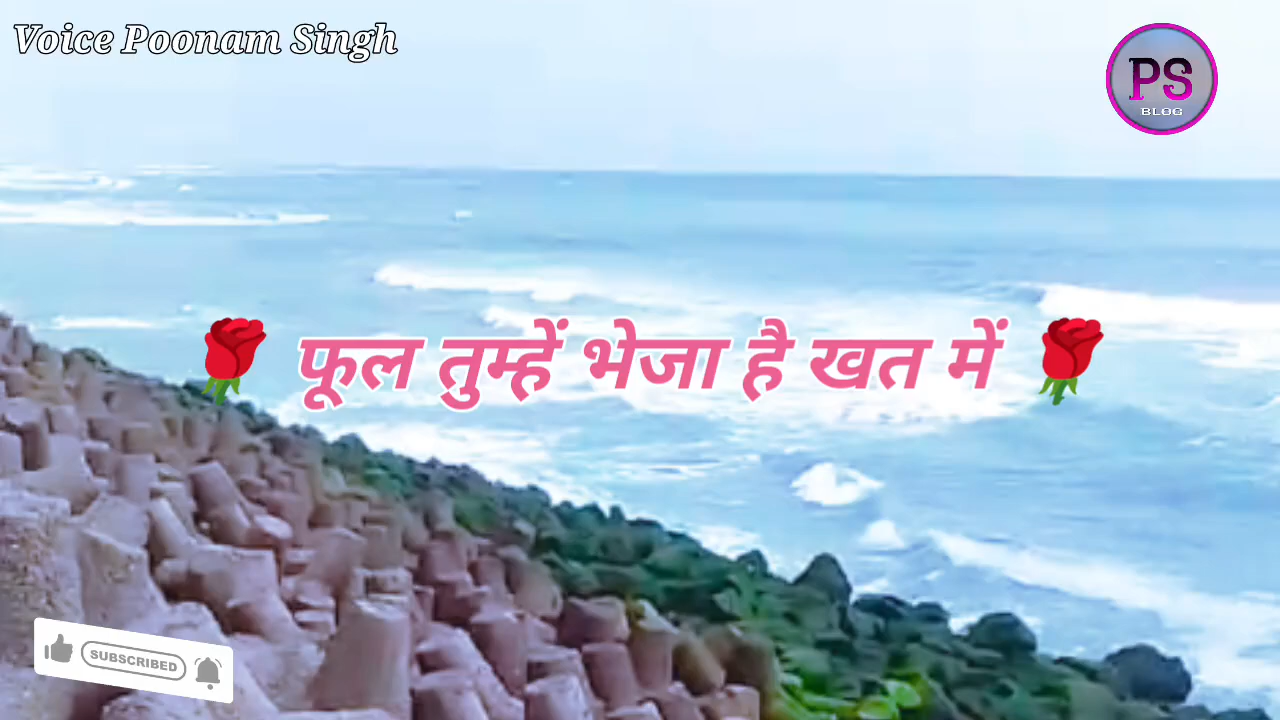 Voice Poonam Singh
PS
BLOG
🌹 फूल तुम्हें भेजा है खत में 🌹
SUBSCRIBED